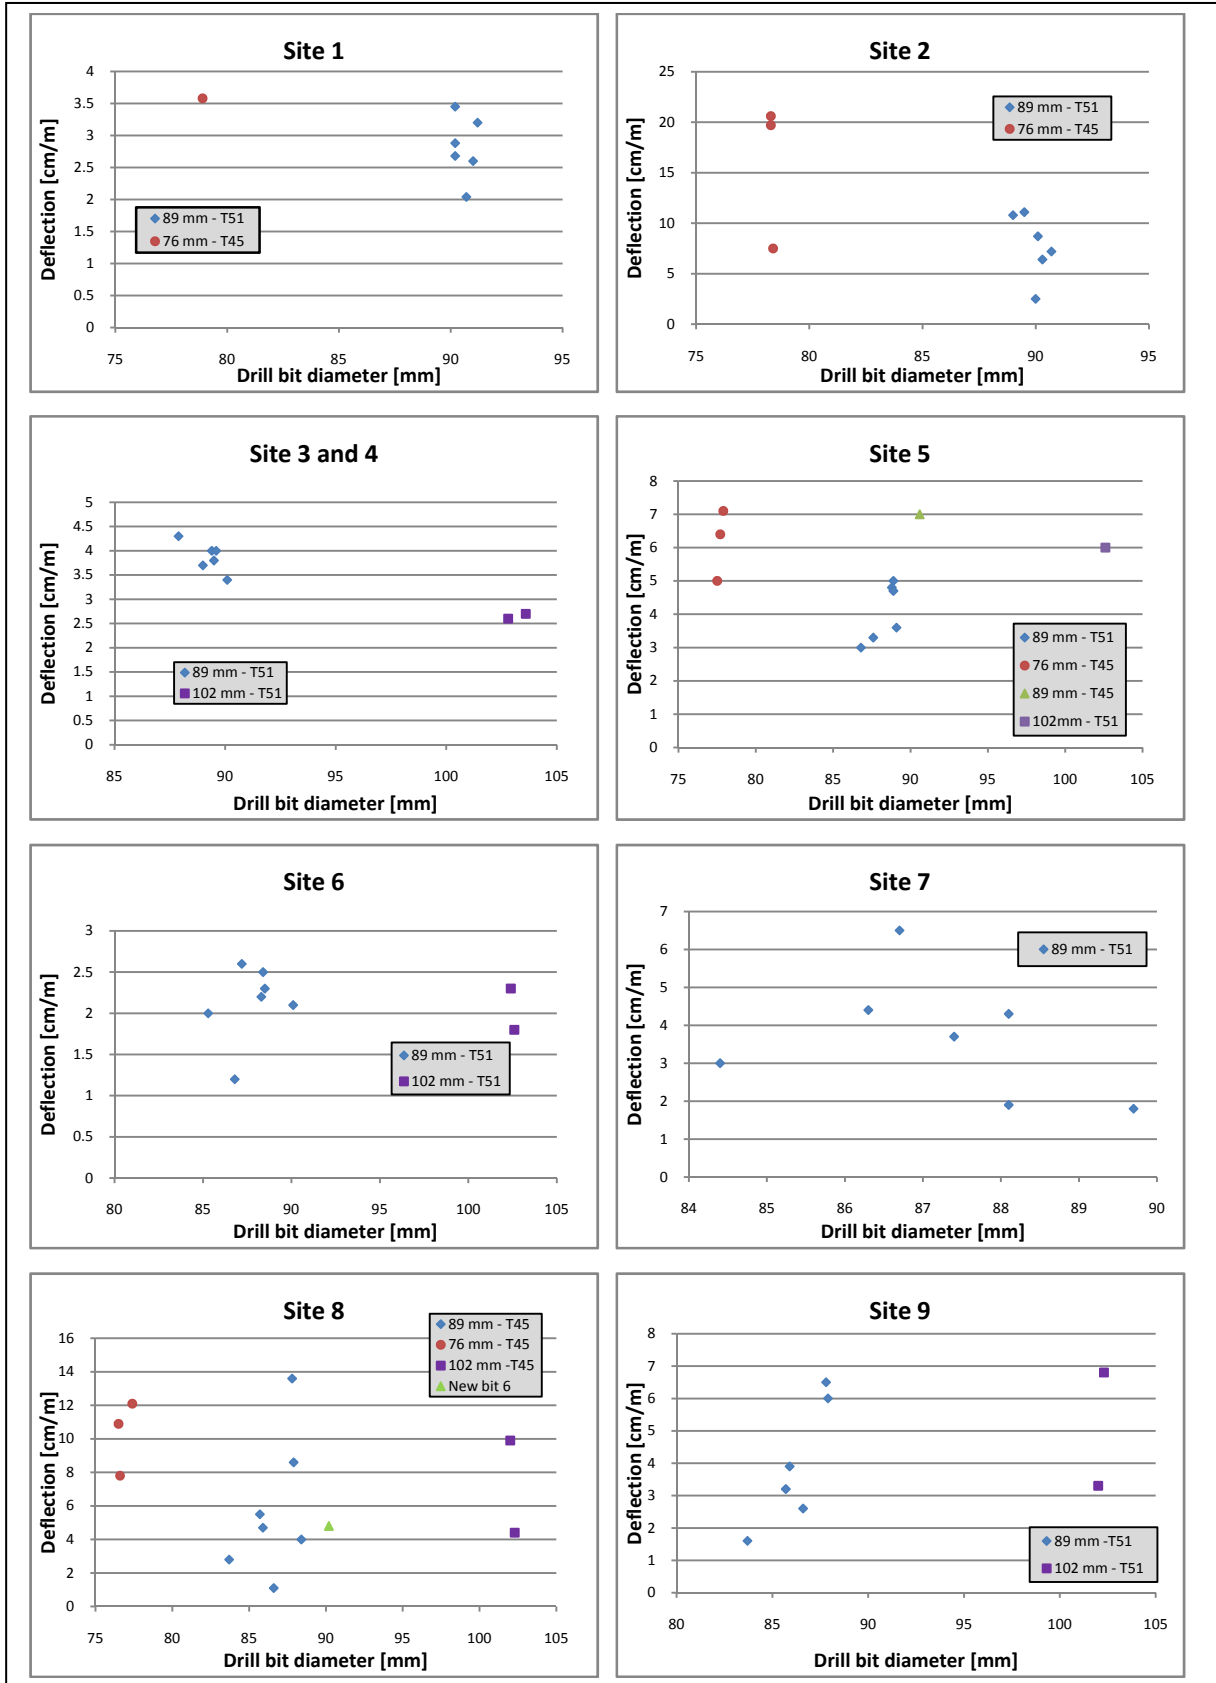 Site 1
Deflection [cm/m]
4
3.5
3
2.5
2
1.5
1
0.5
0
89 mm - T51
76 mm - T45
75 80 85 90 95
Drill bit diameter [mm]
Site 2
Deflection [cm/m]
25
20
15
10
5
0
89 mm - T51
76 mm - T45
75 80 85 90 95
Drill bit diameter [mm]
Site 3 and 4
Deflection [cm/m]
5
4.5
4
3.5
3
2.5
2
1.5
1
0.5
0
89 mm - T51
102 mm - T51
85 90 95 100 105
Drill bit diameter [mm]
Site 5
Deflection [cm/m]
8
7
6
5
4
3
2
1
0
89 mm - T51
76 mm - T45
89 mm - T45
102mm - T51
75 80 85 90 95 100 105
Drill bit diameter [mm]
Site 6
Deflection [cm/m]
3
2.5
2
1.5
1
0.5
0
89 mm - T51
102 mm - T51
80 85 90 95 100 105
Drill bit diameter [mm]
Site 7
Deflection [cm/m]
7
6
5
4
3
2
1
0
89 mm - T51
84 85 86 87 88 89 90
Drill bit diameter [mm]
Site 8
Deflection [cm/m]
16
14
12
10
8
6
4
2
0
89 mm - T45
76 mm - T45
102 mm -T45
New bit 6
75 80 85 90 95 100 105
Drill bit diameter [mm]
Site 9
Deflection [cm/m]
8
7
6
5
4
3
2
1
0
89 mm -T51
102 mm - T51
80 85 90 95 100 105
Drill bit diameter [mm]